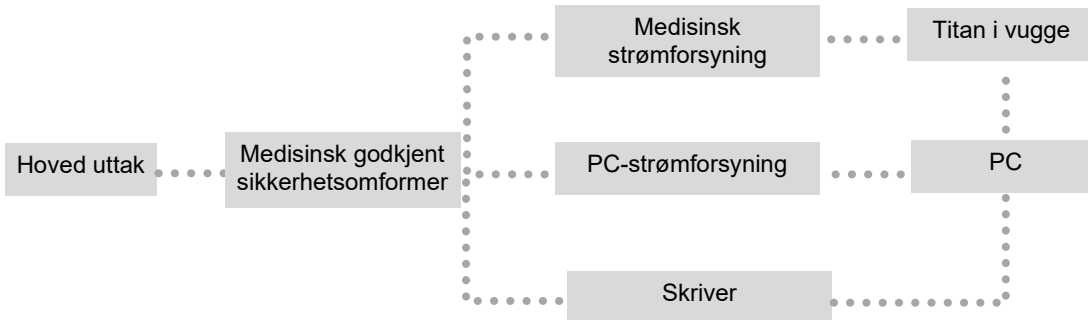 Hoved uttak
Medisinsk godkjent
sikkerhetsomformer
Medisinsk
strømforsyning
Titan i vugge
PC-strømforsyning
PC
Skriver